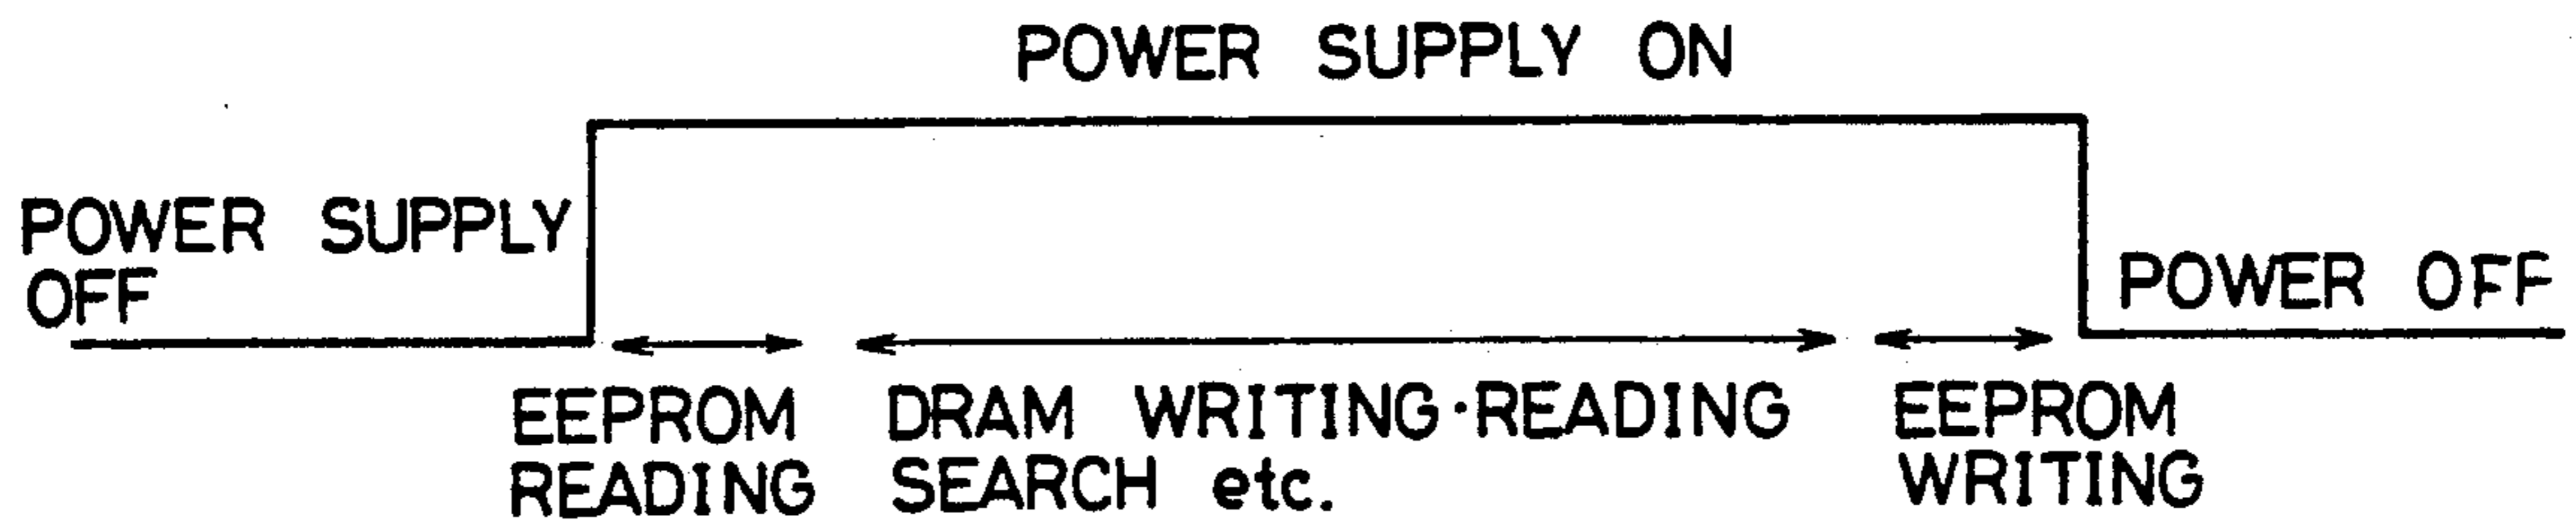 POWER SUPPLY ON
POWER SUPPLY
OFF
POWER OFF
EEPROM
READING
DRAM WRITING·READING
SEARCH etc.
EEPROM
WRITING